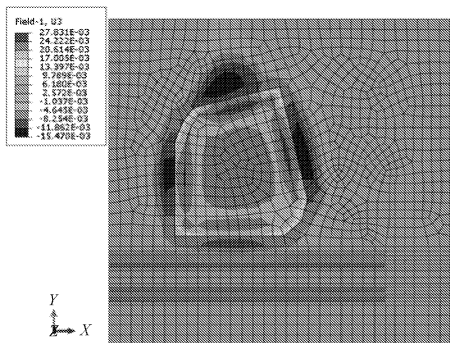 Field-1, U3
27.831E-03
24.222E-03
20.614E-03
17.005E-03
13.397E-03
9.789E-03
6.180E-03
2.572E-03
-1.037E-03
-4.645E-03
-8.254E-03
-11.862E-03
-15.470E-03
Y
Z
X